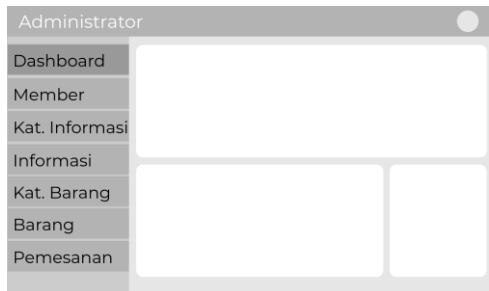 Administrator
Dashboard
Member
Kat. Informasi
Informasi
Kat. Barang
Barang
Pemesanan